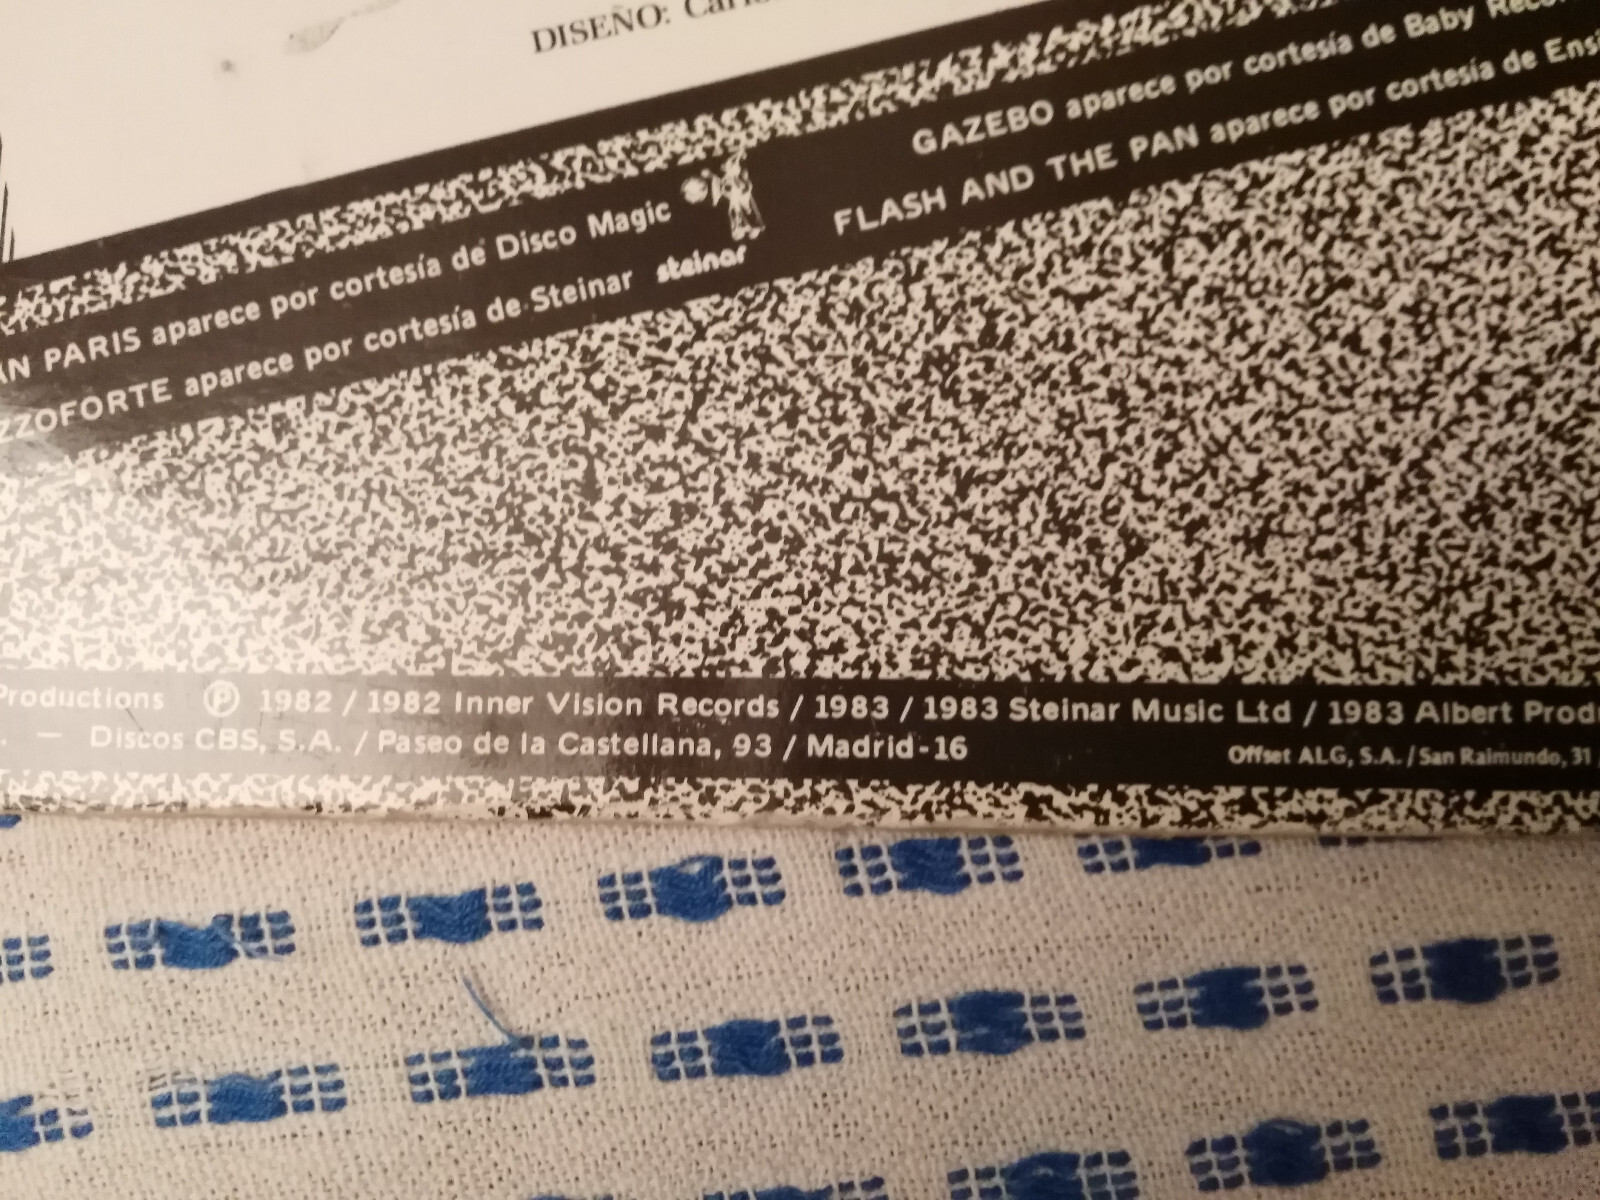 DISEÑO:
GAZEBO aparece por cortesía de Baby
FLASH AND THE PAN aparece por cortesía de
PARIS aparece por cortesía de Disco Magic
ZZOFORTE aparece por cortesía de Steinar steinar
Productions Ⓟ 1982 / 1982 Inner Vision Records / 1983 / 1983 Steinar Music Ltd / 1983 Albert Prod
. — Discos CBS, S.A. / Paseo de la Castellana, 93 / Madrid-16
Offset ALG, S.A. / San Raimundo, 31